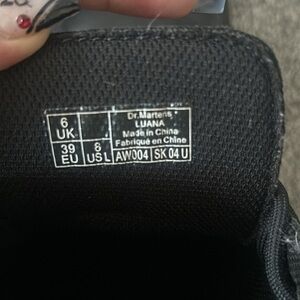 6 UK
39 EU
8 US L
Dr.Martens
LUANA
Made in China
Fabriqué en Chine
AW004 SK 04 U